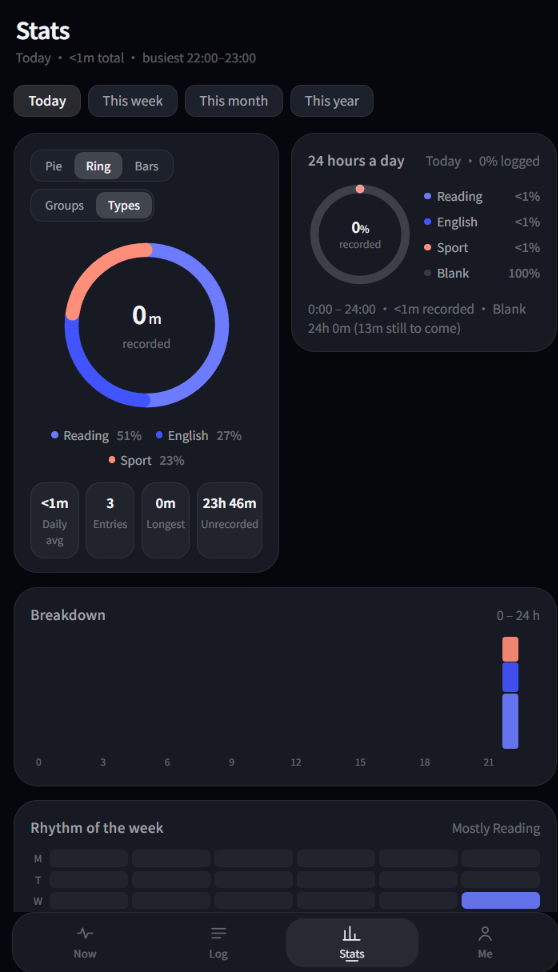 Stats
Today • <1m total • busiest 22:00–23:00
Today This week This month This year
Pie Ring Bars
Groups Types
0 m
recorded
Reading 51% English 27%
Sport 23%
<1m 3 0m 23h 46m
Daily avg Entries Longest Unrecorded
24 hours a day Today • 0% logged
0%
recorded
Reading <1%
English <1%
Sport <1%
Blank 100%
0:00 – 24:00 • <1m recorded • Blank
24h 0m (13m still to come)
Breakdown 0 – 24 h
0 3 6 9 12 15 18 21
Rhythm of the week Mostly Reading
M
T
W
Now Log Stats Me